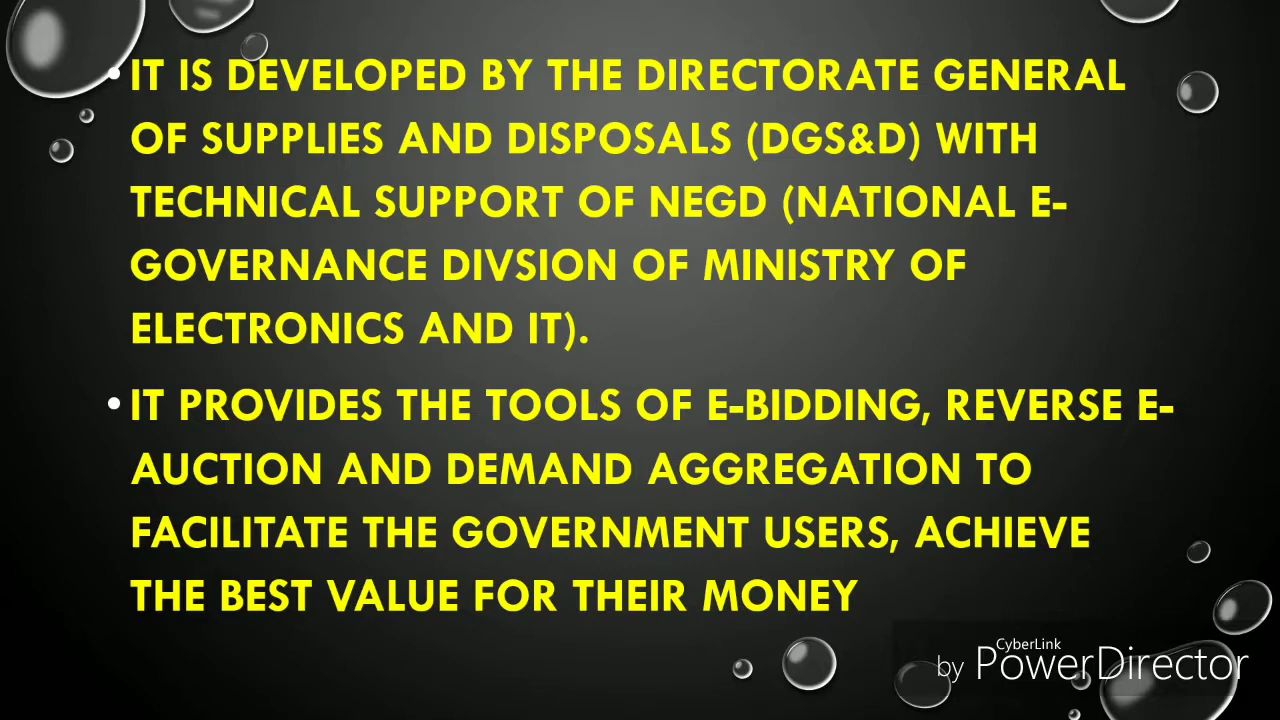 • IT IS DEVELOPED BY THE DIRECTORATE GENERAL
OF SUPPLIES AND DISPOSALS (DGS&D) WITH
TECHNICAL SUPPORT OF NEGD (NATIONAL E-
GOVERNANCE DIVSION OF MINISTRY OF
ELECTRONICS AND IT).
• IT PROVIDES THE TOOLS OF E-BIDDING, REVERSE E-
AUCTION AND DEMAND AGGREGATION TO
FACILITATE THE GOVERNMENT USERS, ACHIEVE
THE BEST VALUE FOR THEIR MONEY
CyberLink
by PowerDirector